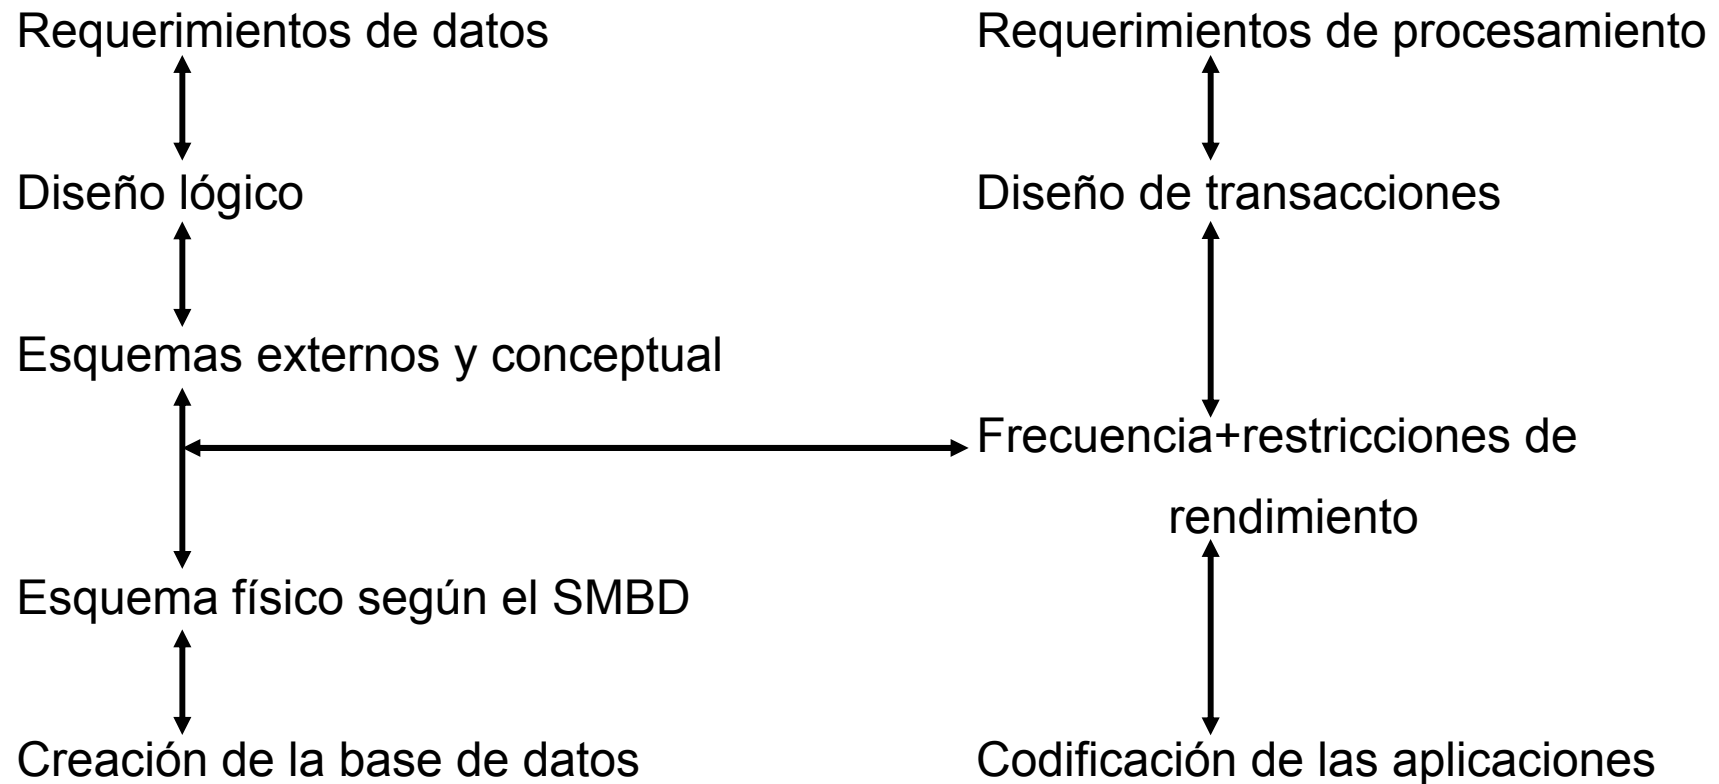 Requerimientos de datos
Requerimientos de procesamiento
Diseño lógico
Diseño de transacciones
Esquemas externos y conceptual
Frecuencia+restricciones de
rendimiento
Esquema físico según el SMBD
Creación de la base de datos
Codificación de las aplicaciones